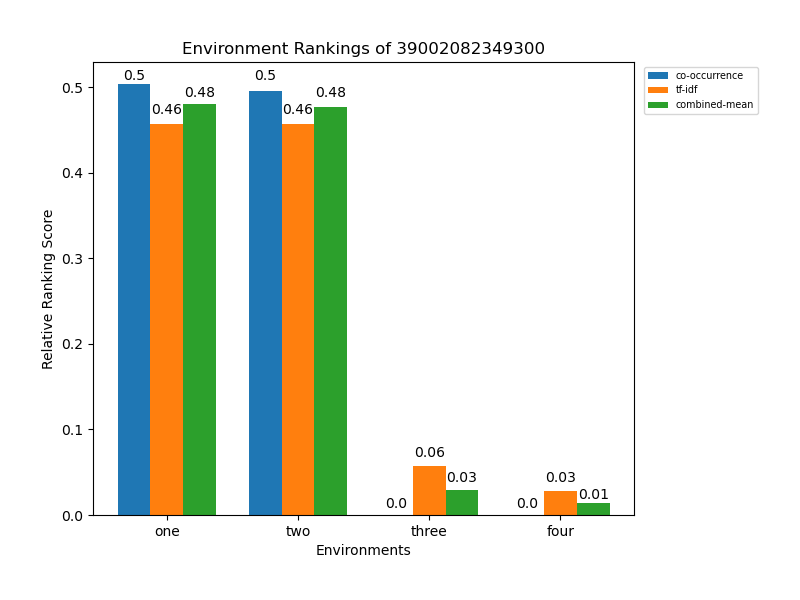 Environment Rankings of 39002082349300
co-occurrence
tf-idf
combined-mean
0.5
0.46
0.48
0.5
0.46
0.48
0.0
0.06
0.03
0.0
0.03
0.01
0.5
0.4
0.3
0.2
0.1
0.0
Relative Ranking Score
one
two
three
four
Environments